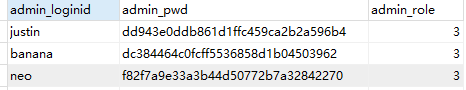 admin_loginid admin_pwd admin_role
justin dd943e0ddb861d1ffc459ca2b2a596b4 3
banana dc384464c0fcff5536858d1b04503962 3
neo f82f7a9e33a3b44d50772b7a32842270 3